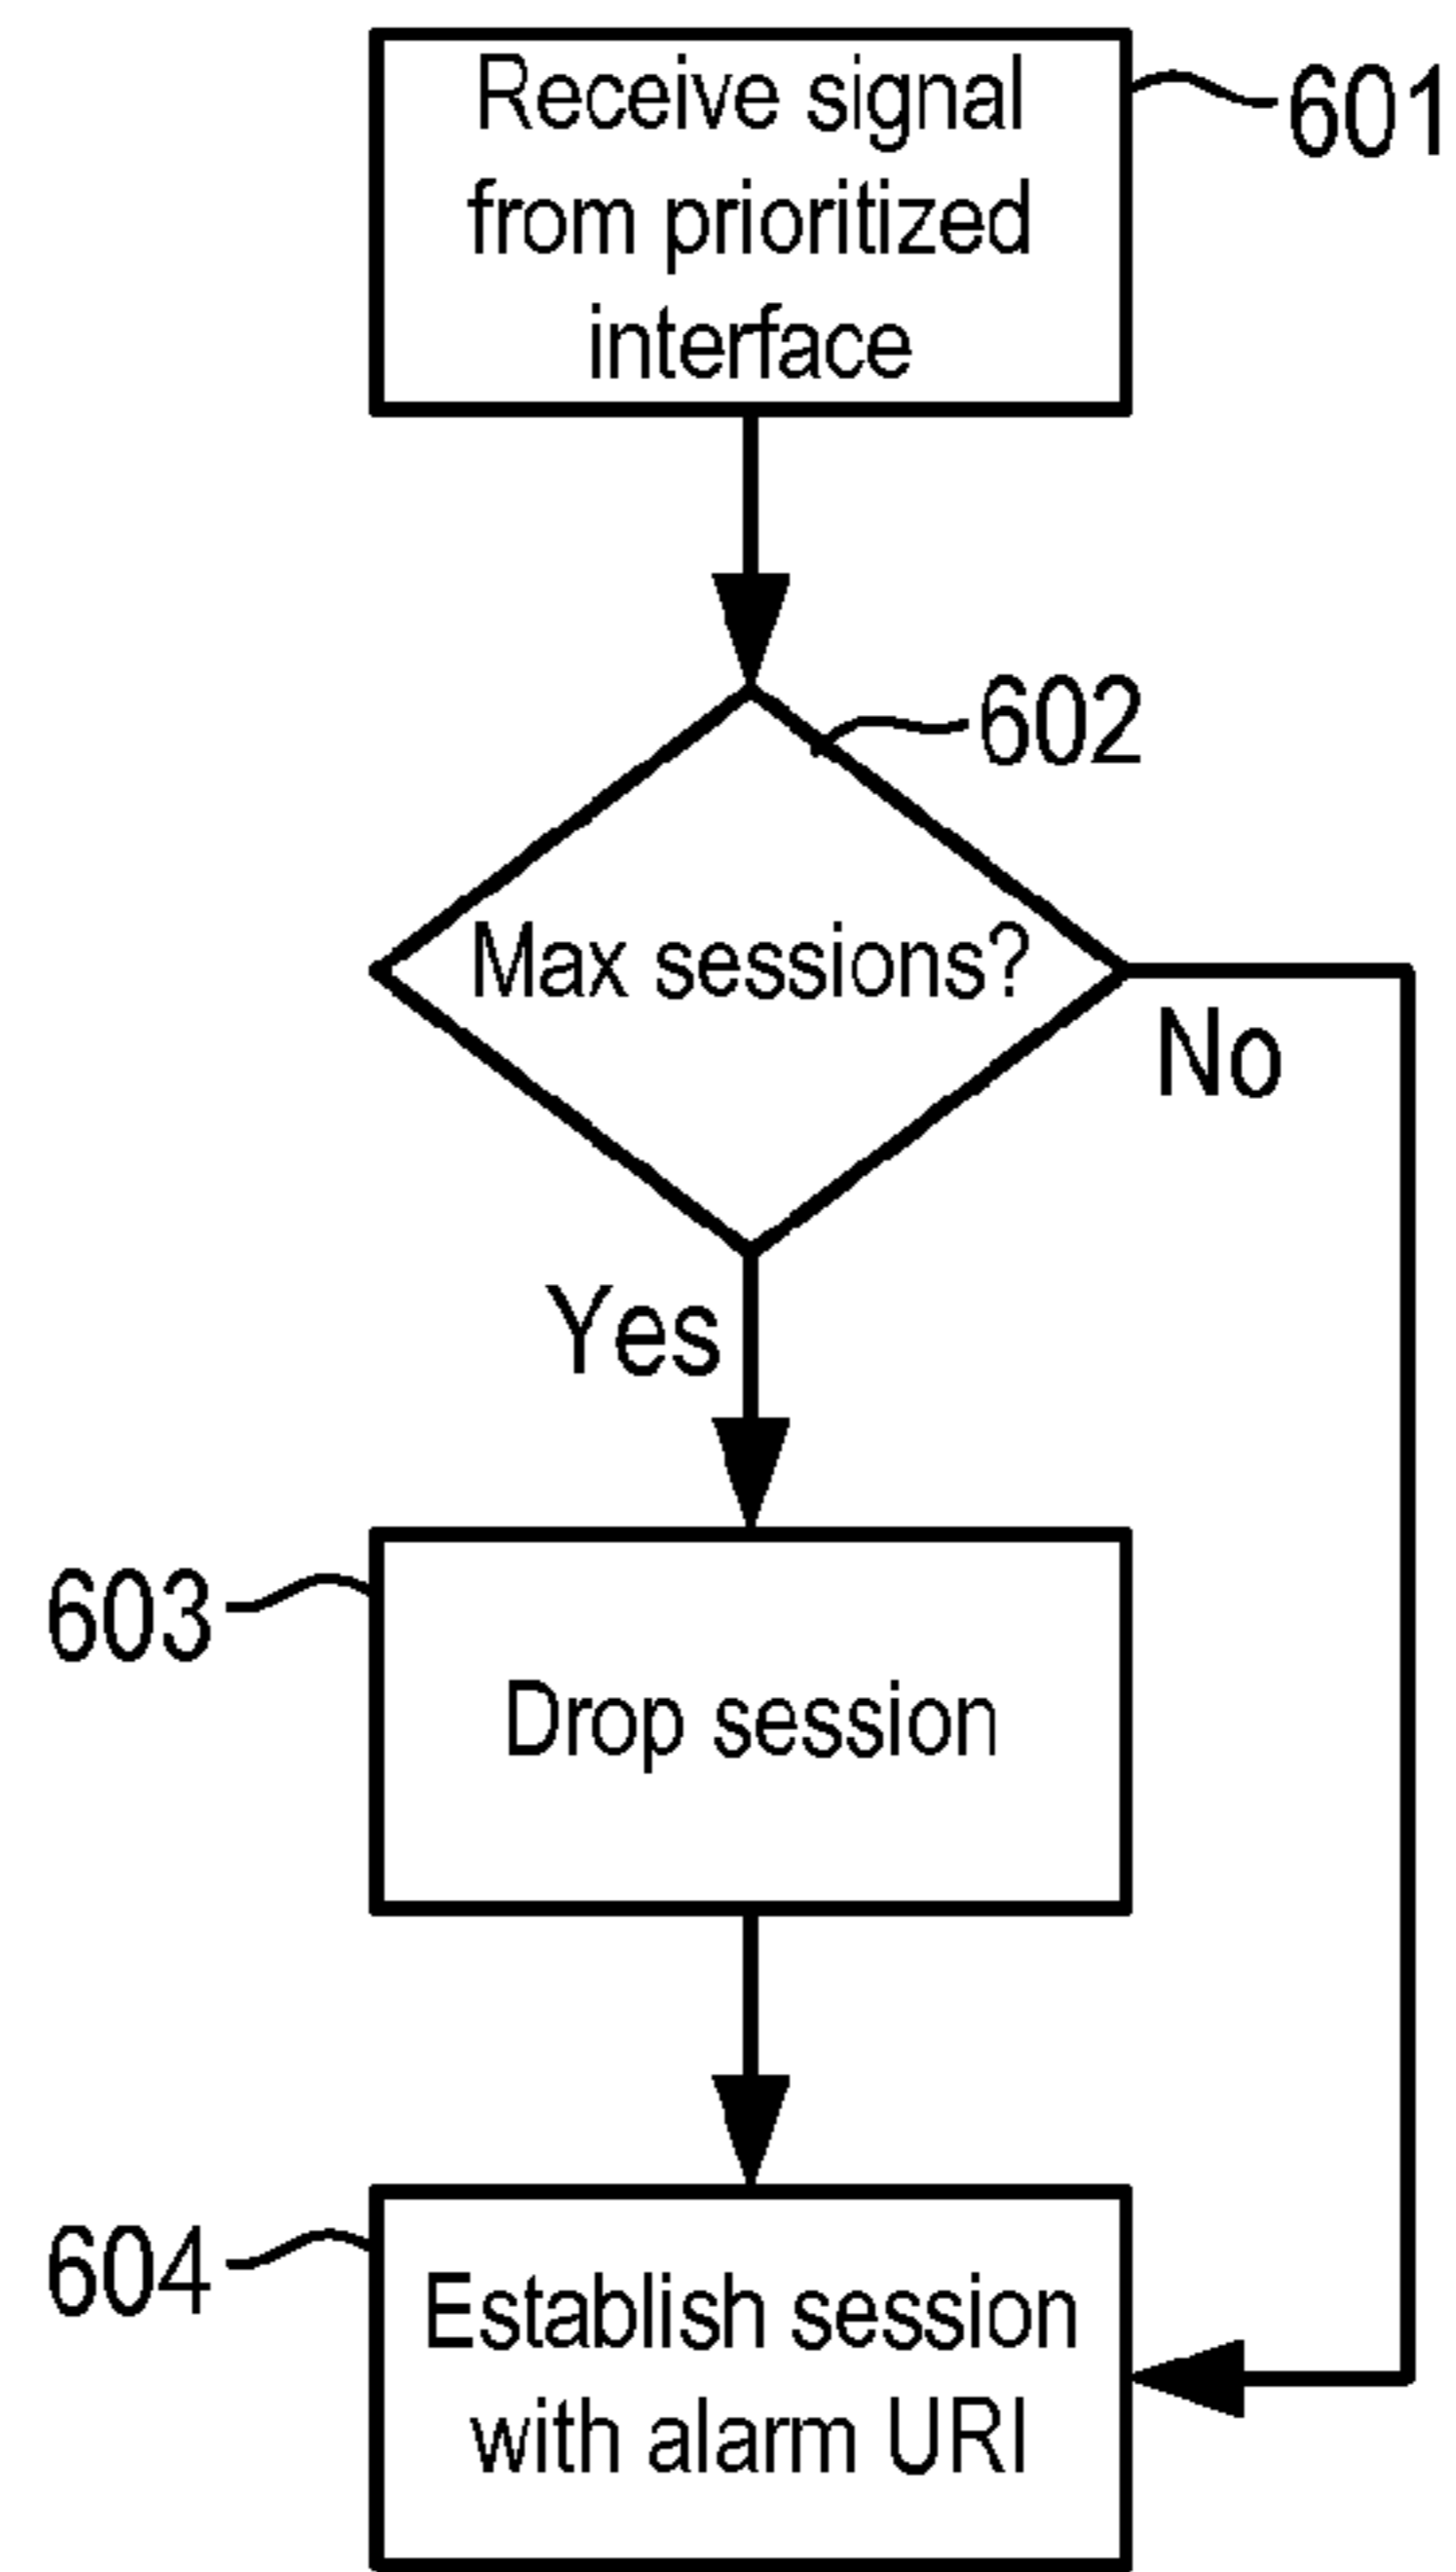 Receive signal
from prioritized
interface
601
602
Max sessions?
No
Yes
603
Drop session
604
Establish session
with alarm URI